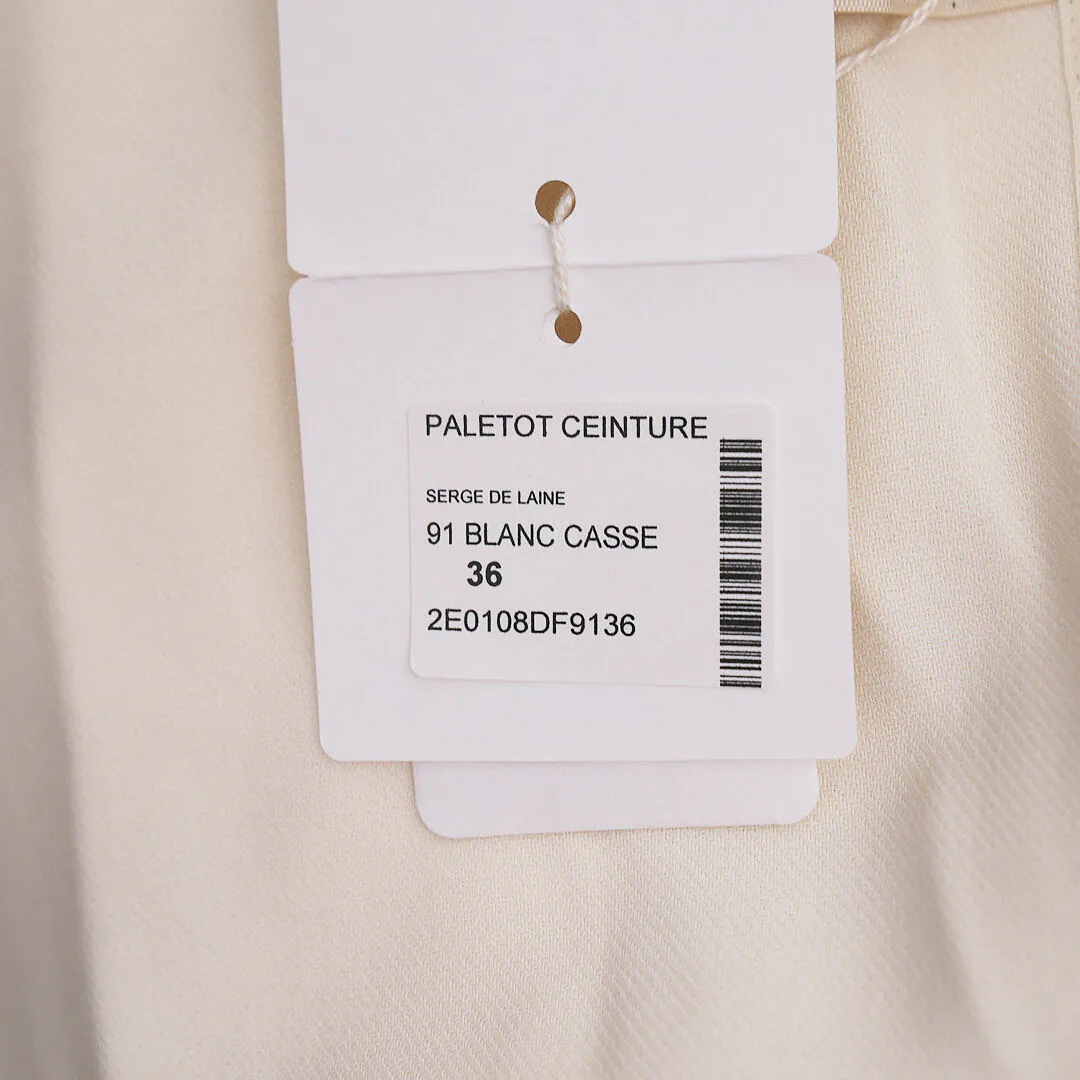 PALETOT CEINTURE
SERGE DE LAINE
91 BLANC CASSE
36
2E0108DF9136